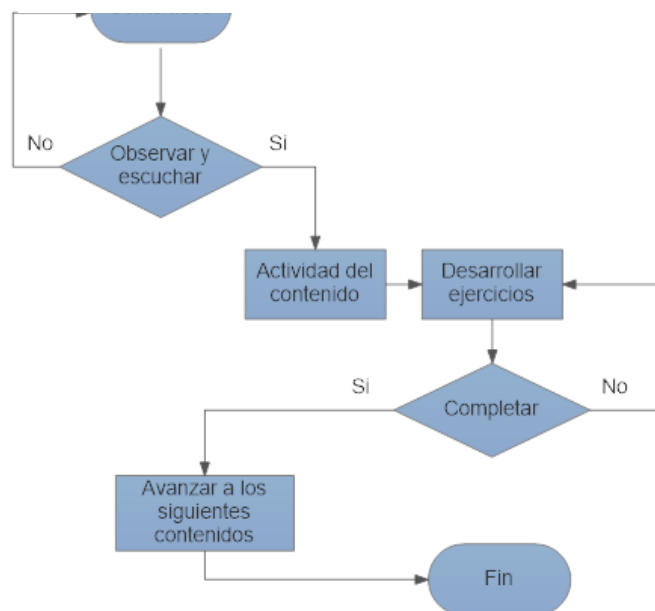 No
Si
Observar y
escuchar
Actividad del
contenido
Desarrollar
ejercicios
Si
No
Completar
Avanzar a los
siguientes
contenidos
Fin